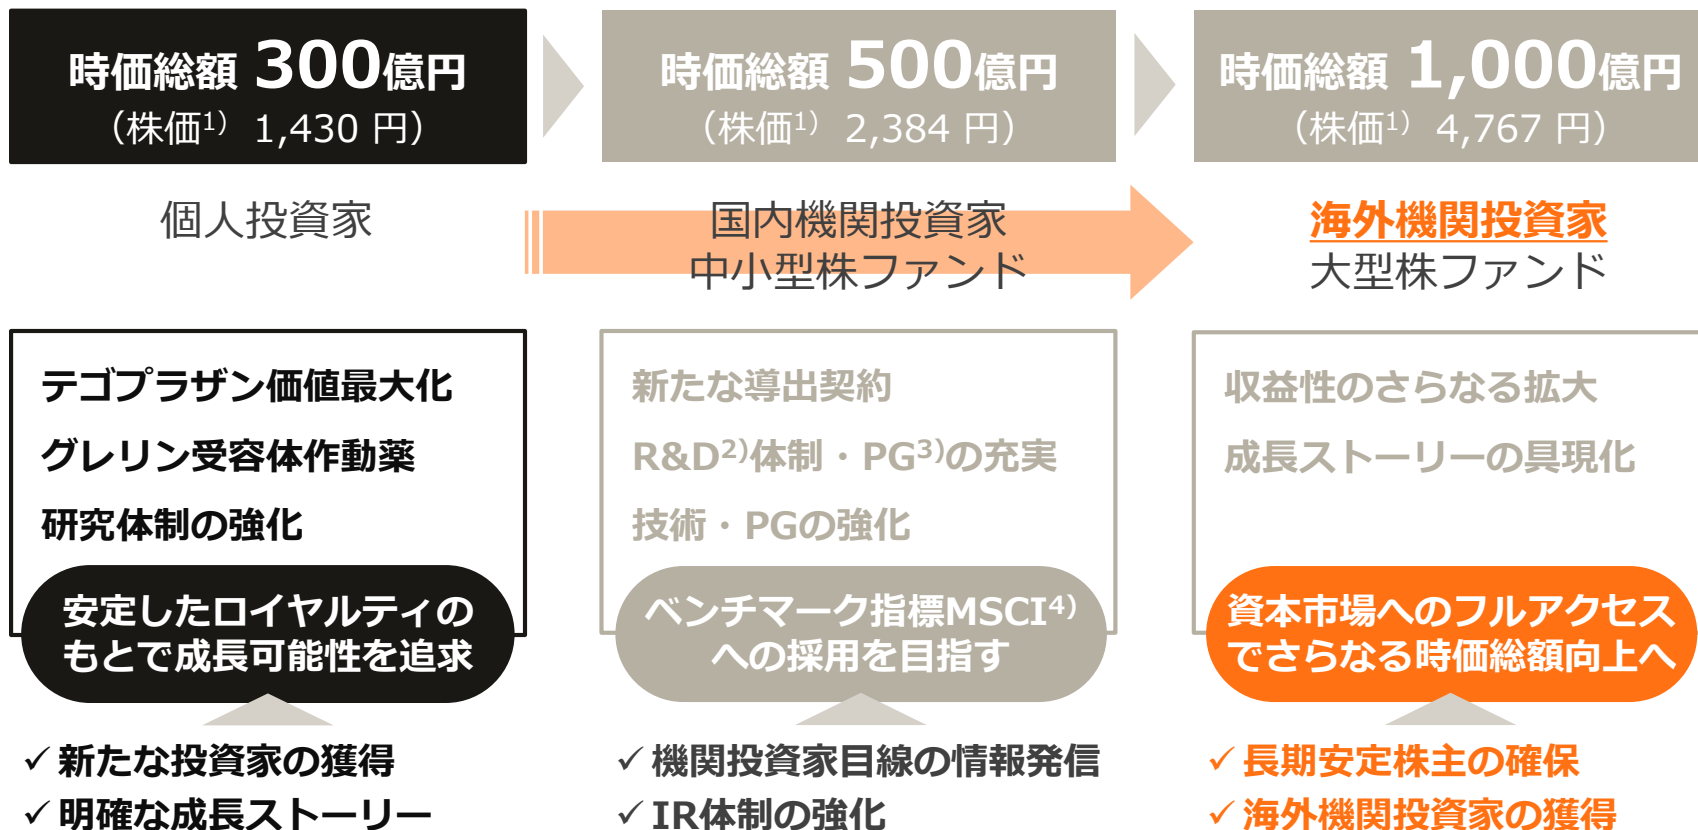 時価総額 300億円
（株価1） 1,430 円）
個人投資家
テゴプラザン価値最大化
グレリン受容体作動薬
研究体制の強化
安定したロイヤルティの
もとで成長可能性を追求
✓ 新たな投資家の獲得
✓ 明確な成長ストーリー
時価総額 500億円
（株価1） 2,384 円）
国内機関投資家
中小型株ファンド
新たな導出契約
R&D2)体制・PG3)の充実
技術・PGの強化
ベンチマーク指標MSCI4)
への採用を目指す
✓ 機関投資家目線の情報発信
✓ IR体制の強化
時価総額 1,000億円
（株価1） 4,767 円）
海外機関投資家
大型株ファンド
収益性のさらなる拡大
成長ストーリーの具現化
資本市場へのフルアクセス
でさらなる時価総額向上へ
✓ 長期安定株主の確保
✓ 海外機関投資家の獲得